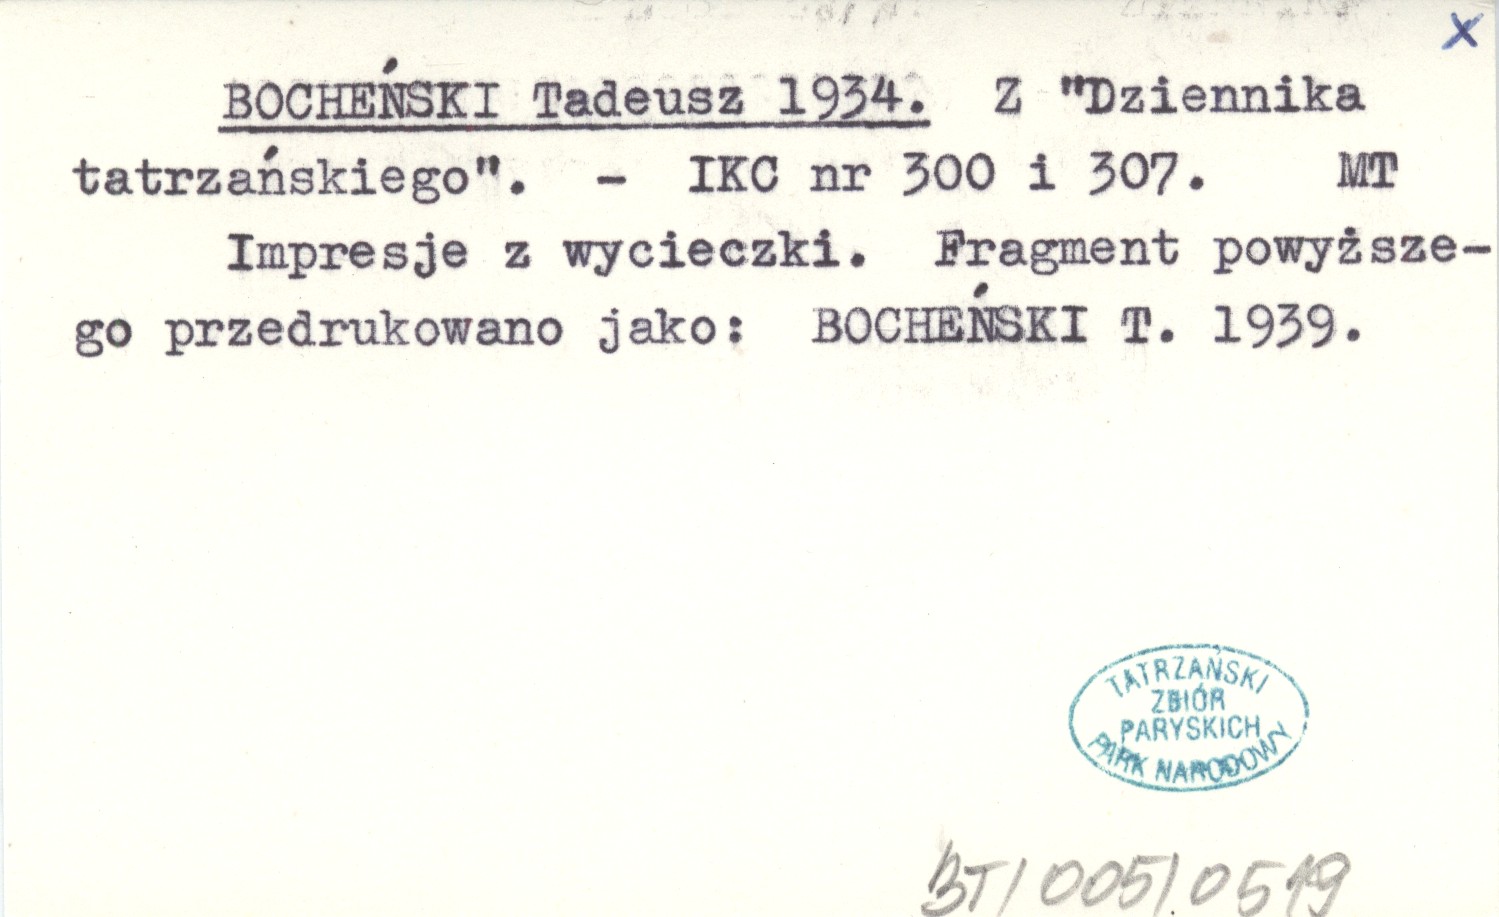 x
BOCHEŃSKI Tadeusz 1934. Z "Dziennika
tatrzańskiego". - IKC nr 300 i 307. MT
Impresje z wycieczki. Fragment powyższe-
go przedrukowano jako: BOCHEŃSKI T. 1939.
TATRZAŃSKI
ZBIÓR
PARYSKICH
PARK NARODOWY
BT/005/0519